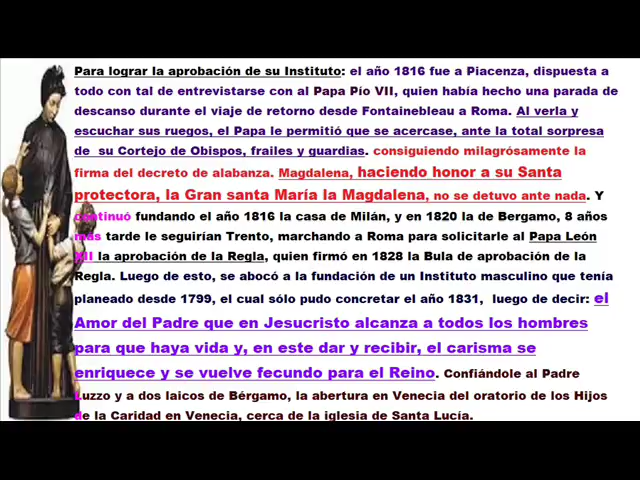 Para lograr la aprobación de su Instituto: el año 1816 fue a Piacenza, dispuesta a
todo con tal de entrevistarse con al Papa Pío VII, quien había hecho una parada de
descanso durante el viaje de retorno desde Fontainebleau a Roma. Al verla y
escuchar sus ruegos, el Papa le permitió que se acercase, ante la total sorpresa
de su Cortejo de Obispos, frailes y guardias. consiguiendo milagrósamente la
firma del decreto de alabanza. Magdalena, haciendo honor a su Santa
protectora, la Gran santa María la Magdalena, no se detuvo ante nada. Y
continuó fundando el año 1816 la casa de Milán, y en 1820 la de Bergamo, 8 años
más tarde le seguirían Trento, marchando a Roma para solicitarle al Papa León
XII la aprobación de la Regla, quien firmó en 1828 la Bula de aprobación de la
Regla. Luego de esto, se abocó a la fundación de un Instituto masculino que tenía
planeado desde 1799, el cual sólo pudo concretar el año 1831, luego de decir: el
Amor del Padre que en Jesucristo alcanza a todos los hombres
para que haya vida y, en este dar y recibir, el carisma se
enriquece y se vuelve fecundo para el Reino. Confiándole al Padre
Luzzo y a dos laicos de Bérgamo, la abertura en Venecia del oratorio de los Hijos
de la Caridad en Venecia, cerca de la iglesia de Santa Lucía.